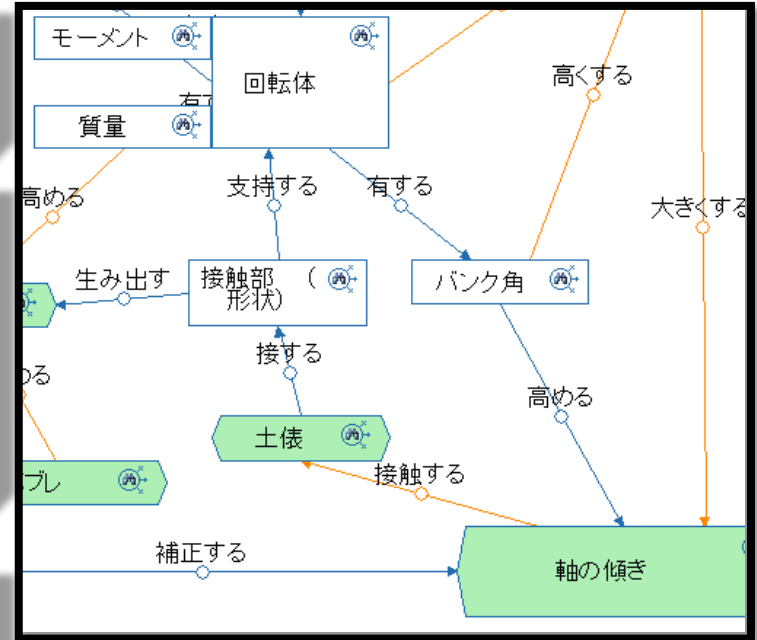 モーメント
回転体
高くする
質量
高める
支持する
有する
大きくする
生み出す
接触部 （
形状）
バンク角
接する
める
高める
土俵
ブレ
接触する
補正する
軸の傾き